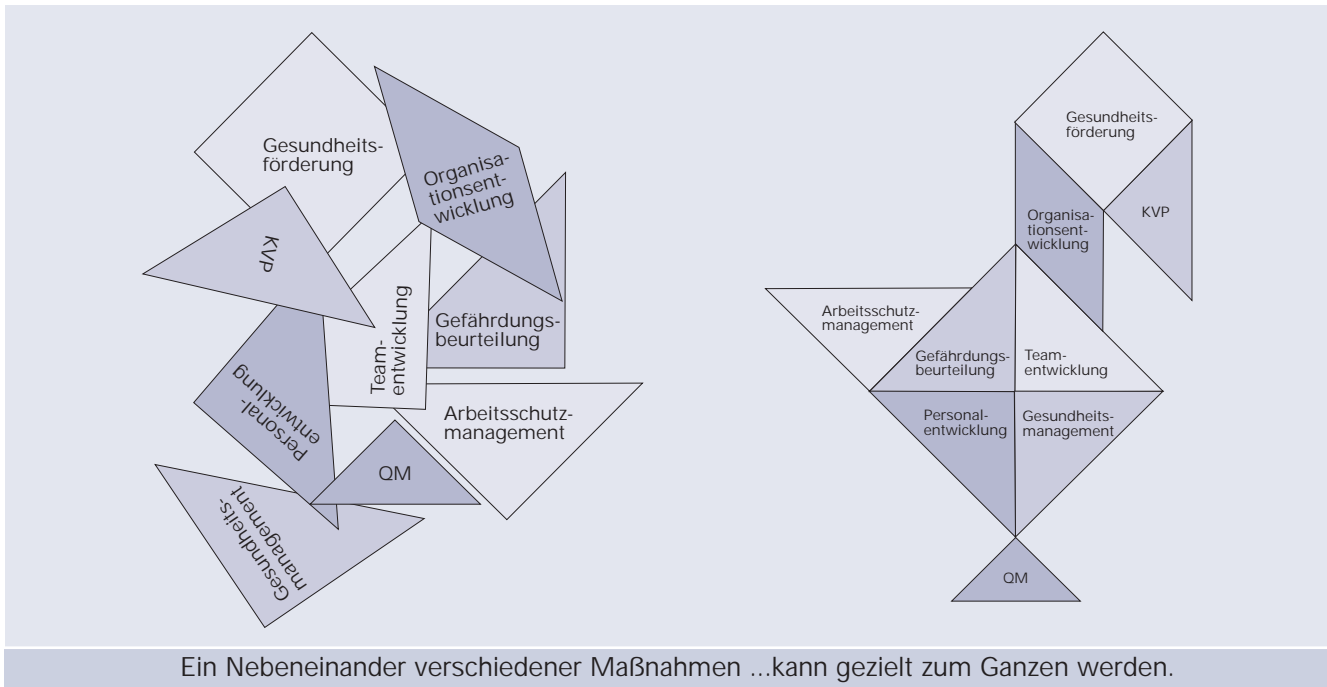 Gesundheits-
förderung
Organisa-
tionsent-
wicklung
KVP
Team-
entwicklung
Gefährdungs-
beurteilung
Personal-
entwicklung
Arbeitsschutz-
management
QM
Gesundheits-
management
Gesundheits-
förderung
Organisa-
tionsent-
wicklung
KVP
Arbeitsschutz-
management
Gefährdungs-
beurteilung
Team-
entwicklung
Personal-
entwicklung
Gesundheits-
management
QM
Ein Nebeneinander verschiedener Maßnahmen ...kann gezielt zum Ganzen werden.